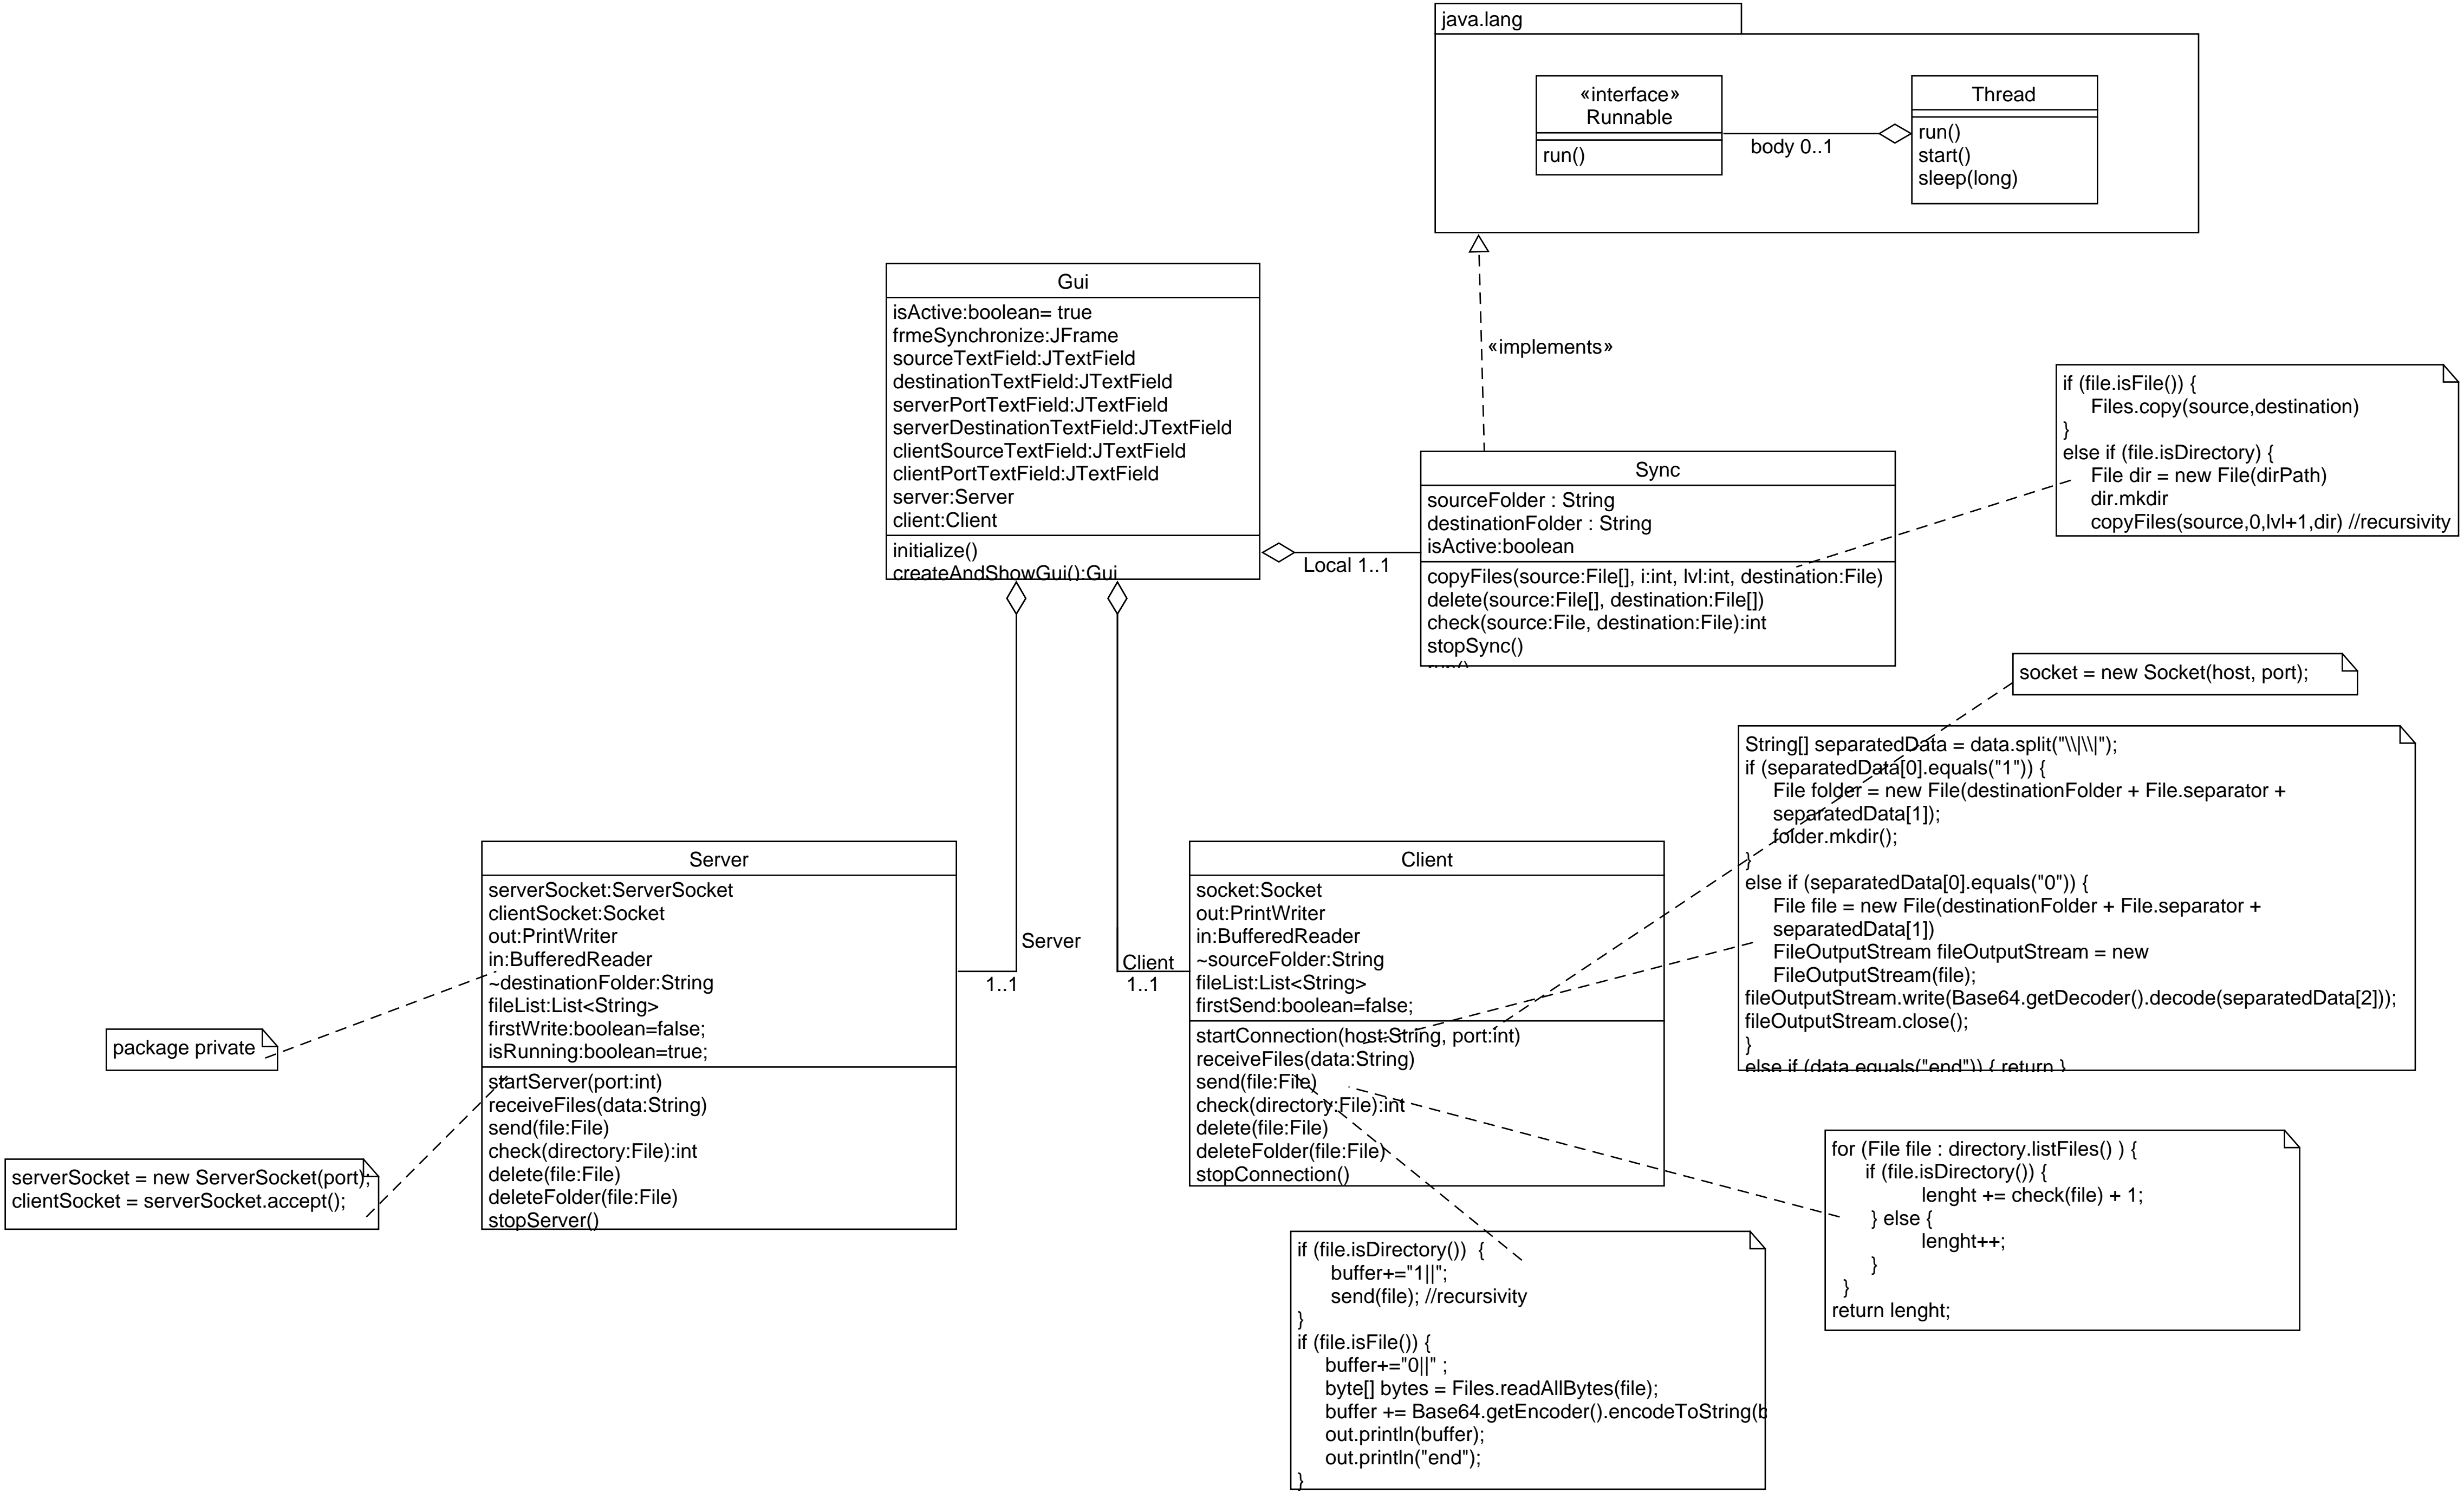 java.lang
«interface»
Runnable
run()
body 0..1
Thread
run()
start()
sleep(long)
Gui
isActive:boolean= true
frmeSynchronize:JFrame
sourceTextField:JTextField
destinationTextField:JTextField
serverPortTextField:JTextField
serverDestinationTextField:JTextField
clientSourceTextField:JTextField
clientPortTextField:JTextField
server:Server
client:Client
initialize()
createAndShowGui():Gui
«implements»
Local 1..1
Sync
sourceFolder : String
destinationFolder : String
isActive:boolean
copyFiles(source:File[], i:int, lvl:int, destination:File)
delete(source:File[], destination:File[])
check(source:File, destination:File):int
stopSync()
if (file.isFile()) {
Files.copy(source,destination)
}
else if (file.isDirectory) {
File dir = new File(dirPath)
dir.mkdir
copyFiles(source,0,lvl+1,dir) //recursivity
socket = new Socket(host, port);
String[] separatedData = data.split("\\|\\|");
if (separatedData[0].equals("1")) {
File folder = new File(destinationFolder + File.separator +
separatedData[1]);
folder.mkdir();
}
else if (separatedData[0].equals("0")) {
File file = new File(destinationFolder + File.separator +
separatedData[1])
FileOutputStream fileOutputStream = new
FileOutputStream(file);
fileOutputStream.write(Base64.getDecoder().decode(separatedData[2]));
fileOutputStream.close();
}
else if (data.equals("end")) { return }
Server
1..1
Client
1..1
Server
serverSocket:ServerSocket
clientSocket:Socket
out:PrintWriter
in:BufferedReader
~destinationFolder:String
fileList:List<String>
firstWrite:boolean=false;
isRunning:boolean=true;
startServer(port:int)
receiveFiles(data:String)
send(file:File)
check(directory:File):int
delete(file:File)
deleteFolder(file:File)
stopServer()
Client
socket:Socket
out:PrintWriter
in:BufferedReader
~sourceFolder:String
fileList:List<String>
firstSend:boolean=false;
startConnection(host:String, port:int)
receiveFiles(data:String)
send(file:File)
check(directory:File):int
delete(file:File)
deleteFolder(file:File)
stopConnection()
package private
serverSocket = new ServerSocket(port);
clientSocket = serverSocket.accept();
for (File file : directory.listFiles() ) {
if (file.isDirectory()) {
lenght += check(file) + 1;
} else {
lenght++;
}
}
return lenght;
if (file.isDirectory()) {
buffer+="1||";
send(file); //recursivity
}
if (file.isFile()) {
buffer+="0||" ;
byte[] bytes = Files.readAllBytes(file);
buffer += Base64.getEncoder().encodeToString(b
out.println(buffer);
out.println("end");
}